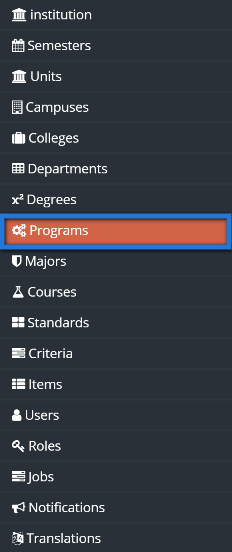 institution
Semesters
Units
Campuses
Colleges
Departments
x² Degrees
Programs
Majors
Courses
Standards
Criteria
Items
Users
Roles
Jobs
Notifications
Translations